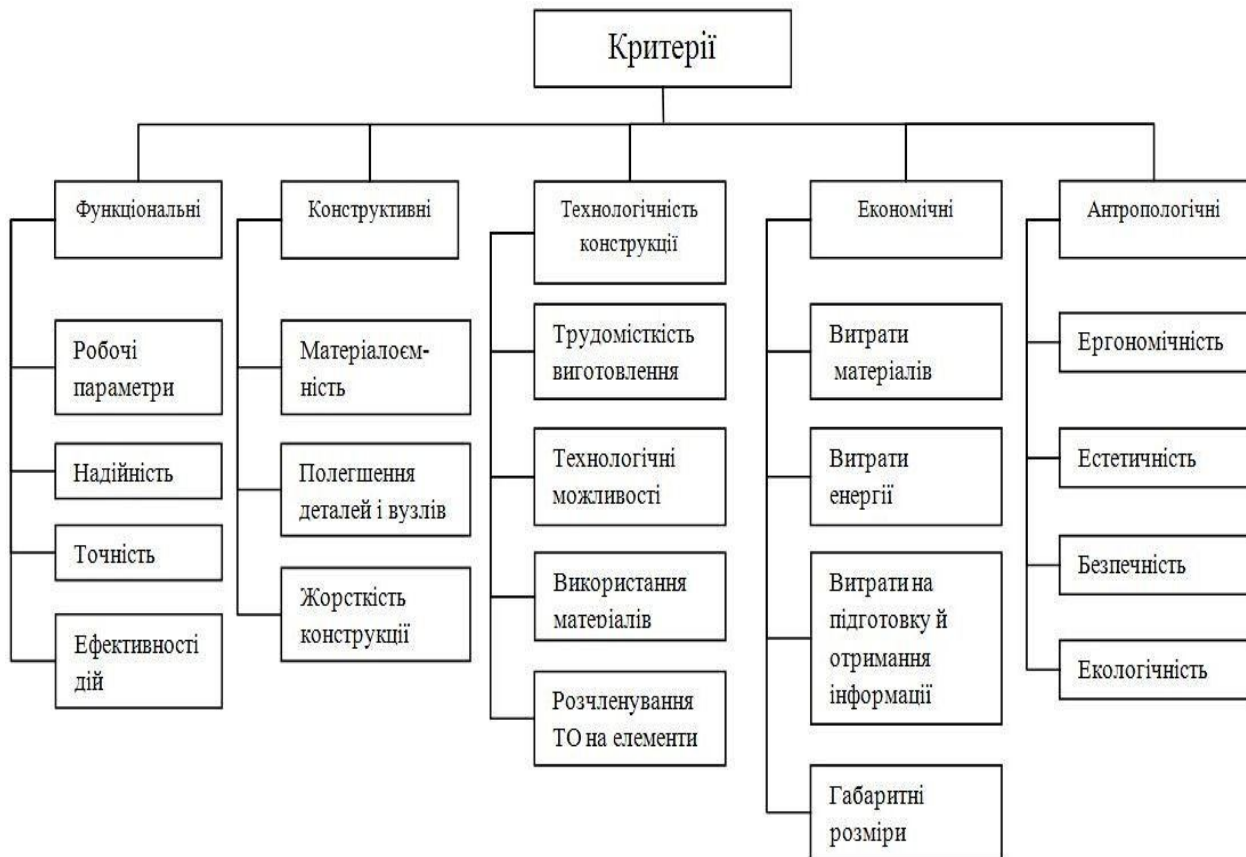 Критерії
Функціональні
Робочі
параметри
Надійність
Точність
Ефективності
дій
Конструктивні
Матеріалоєм-
ність
Полегшення
деталей і вузлів
Жорсткість
конструкції
Технологічність
конструкції
Трудомісткість
виготовлення
Технологічні
можливості
Використання
матеріалів
Розчленування
ТО на елементи
Економічні
Витрати
матеріалів
Витрати
енергії
Витрати на
підготовку й
отримання
інформації
Габаритні
розміри
Антропологічні
Ергономічність
Естетичність
Безпечність
Екологічність